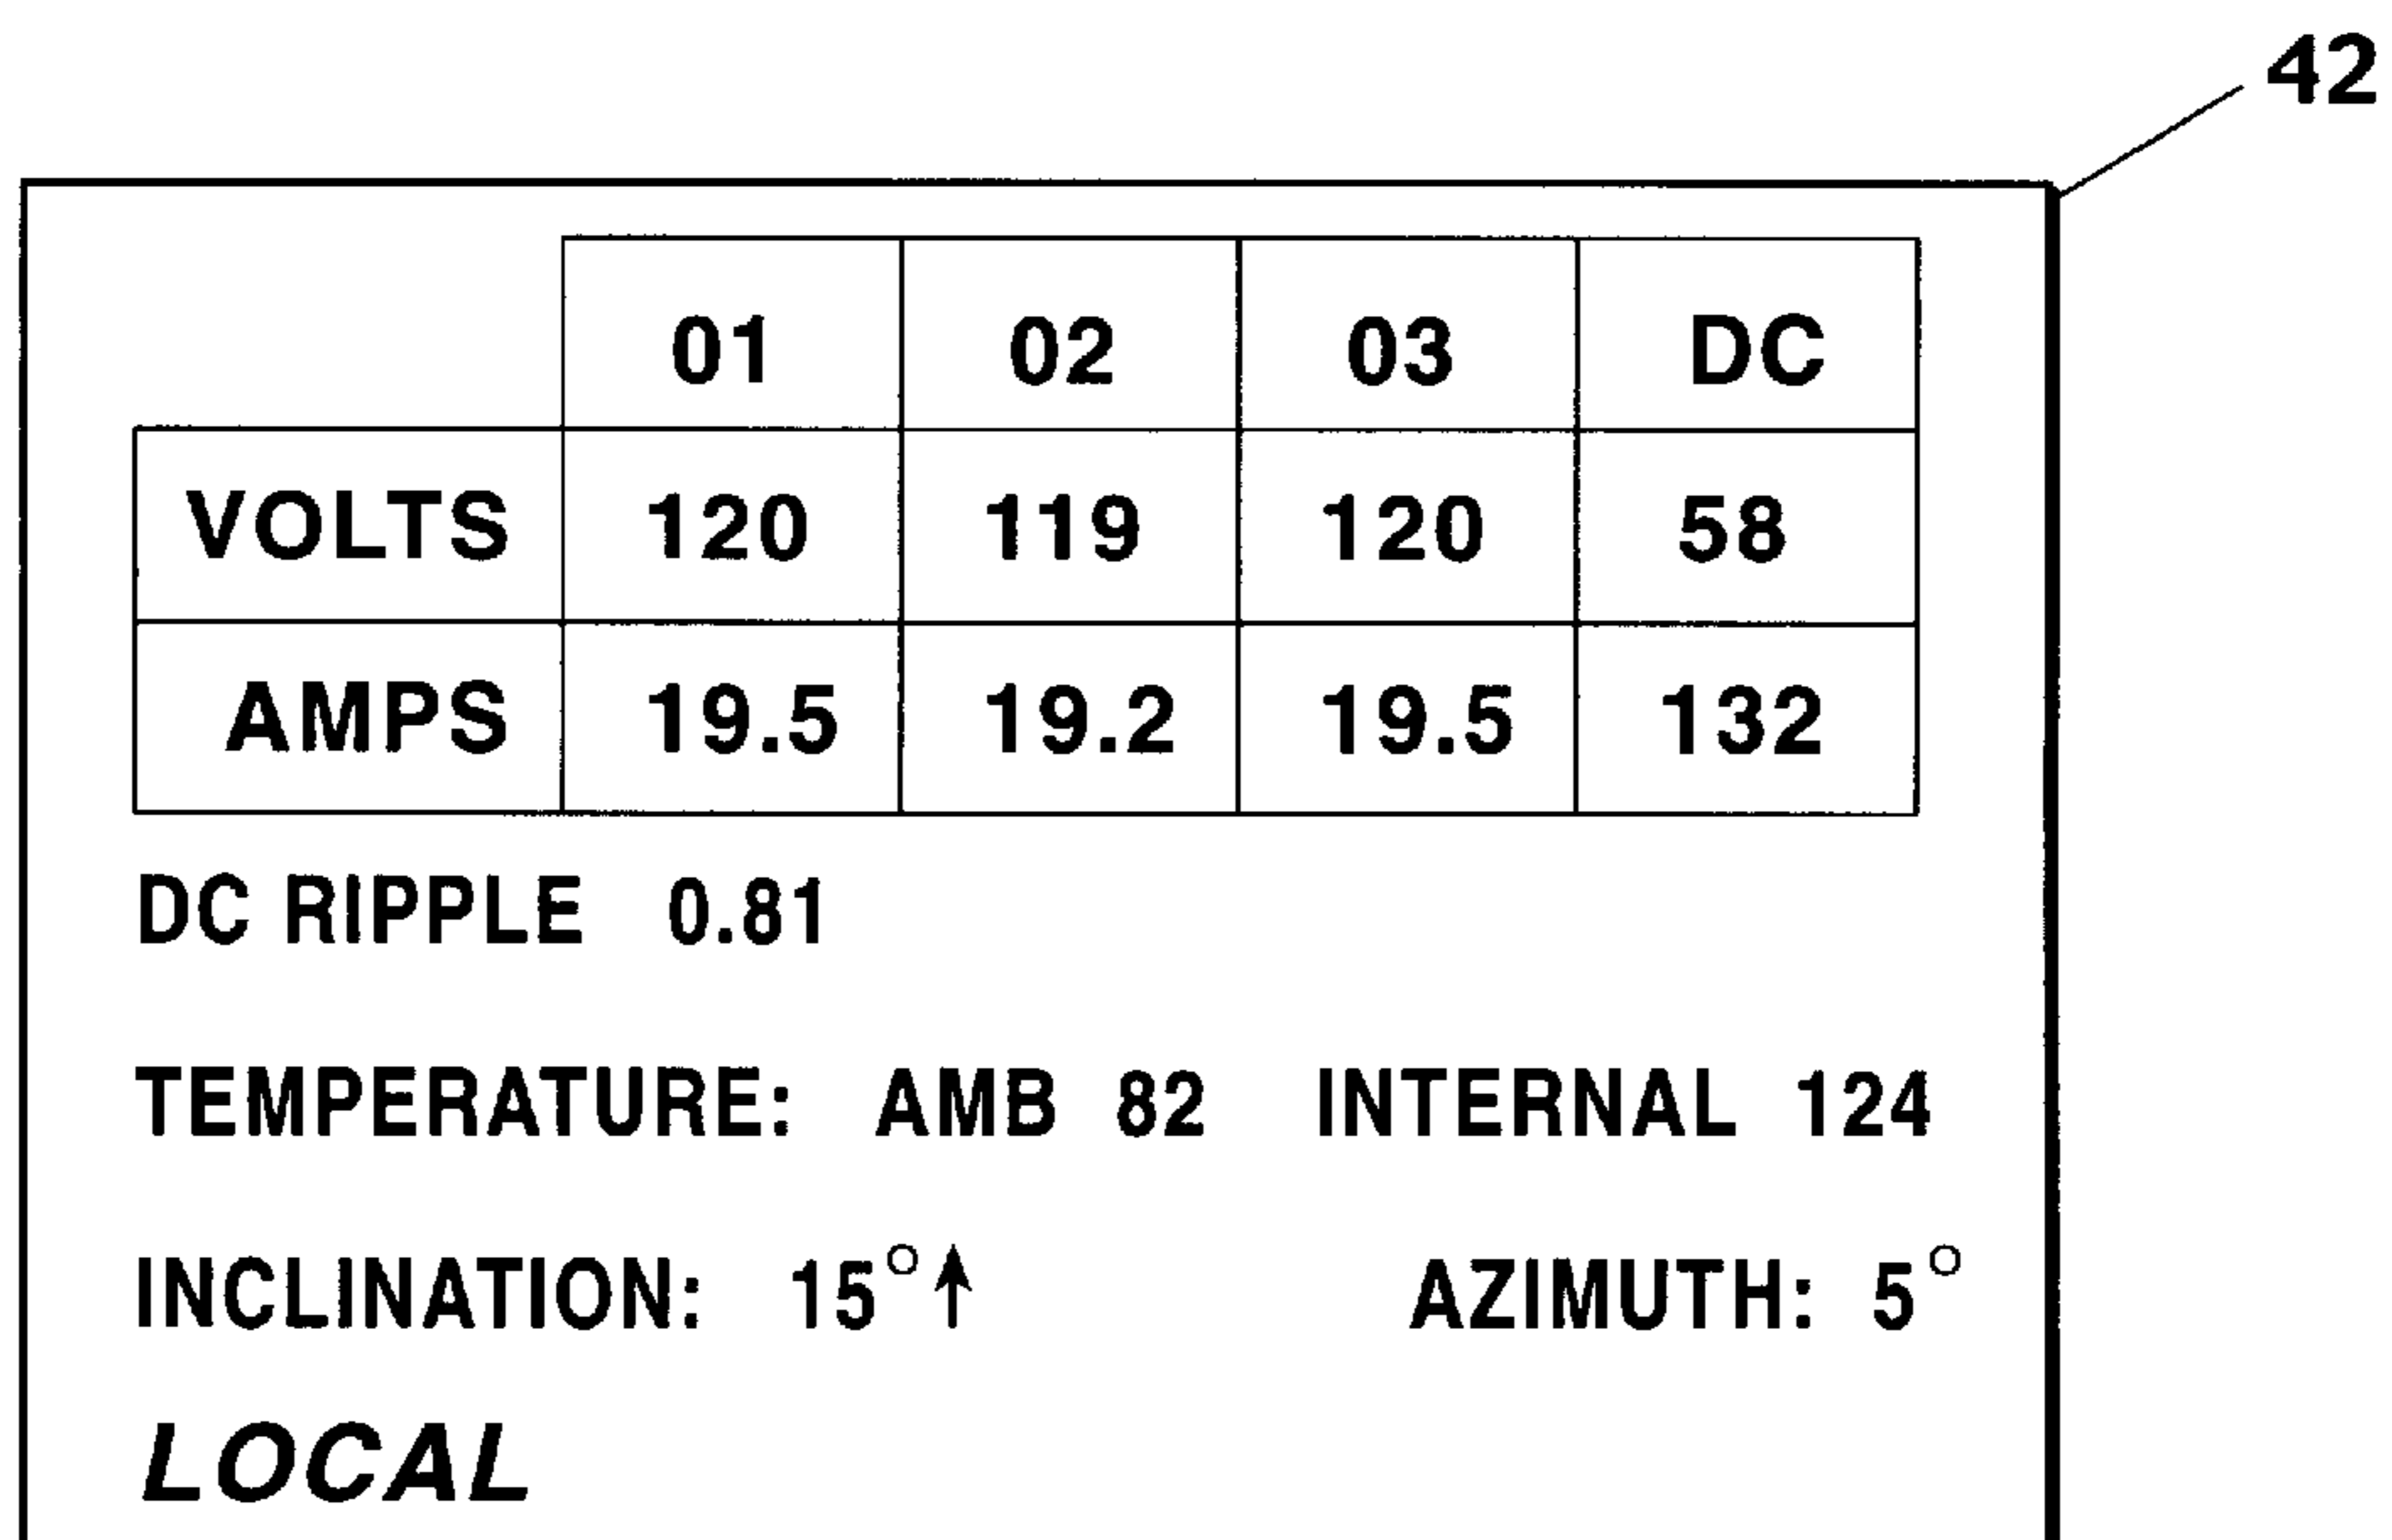 42
01 02 03 DC
VOLTS 120 119 120 58
AMPS 19.5 19.2 19.5 132
DC RIPPLE 0.81
TEMPERATURE: AMB 82 INTERNAL 124
INCLINATION: 15°↑ AZIMUTH: 5°
LOCAL